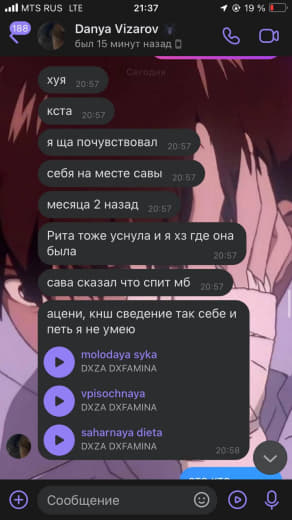 MTS RUS LTE 21:37 19 %
188
Danya Vizarov
был 15 минут назад
Сегодня
хуя 20:57
кста 20:57
я ща почувствовал 20:57
себя на месте савы 20:57
месяца 2 назад 20:57
Рита тоже уснула и я хз где она
была 20:57
сава сказал что спит мб 20:57
ацени, кнш сведение так себе и
петь я не умею
molodaya syka
DXZA DXFAMINA
vpisochnaya
DXZA DXFAMINA
saharnaya dieta
DXZA DXFAMINA 20:58
Сообщение